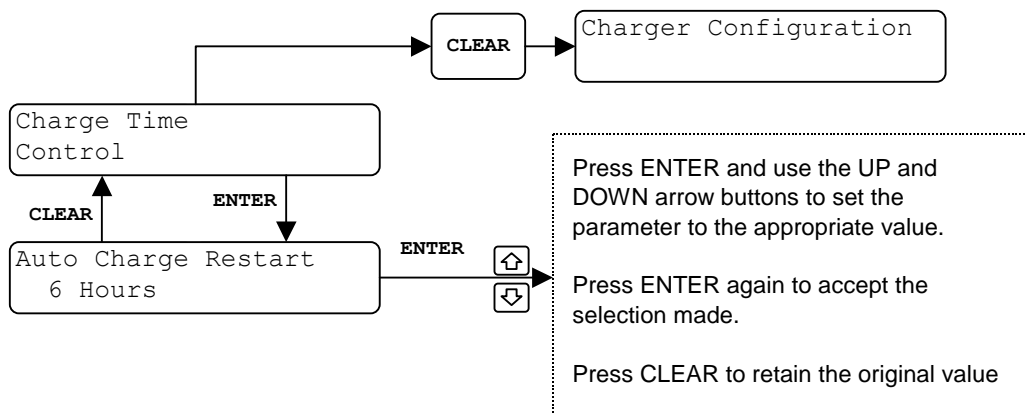 CLEAR
Charger Configuration
Charge Time
Control
CLEAR
ENTER
Auto Charge Restart
6 Hours
ENTER
Press ENTER and use the UP and
DOWN arrow buttons to set the
parameter to the appropriate value.
Press ENTER again to accept the
selection made.
Press CLEAR to retain the original value